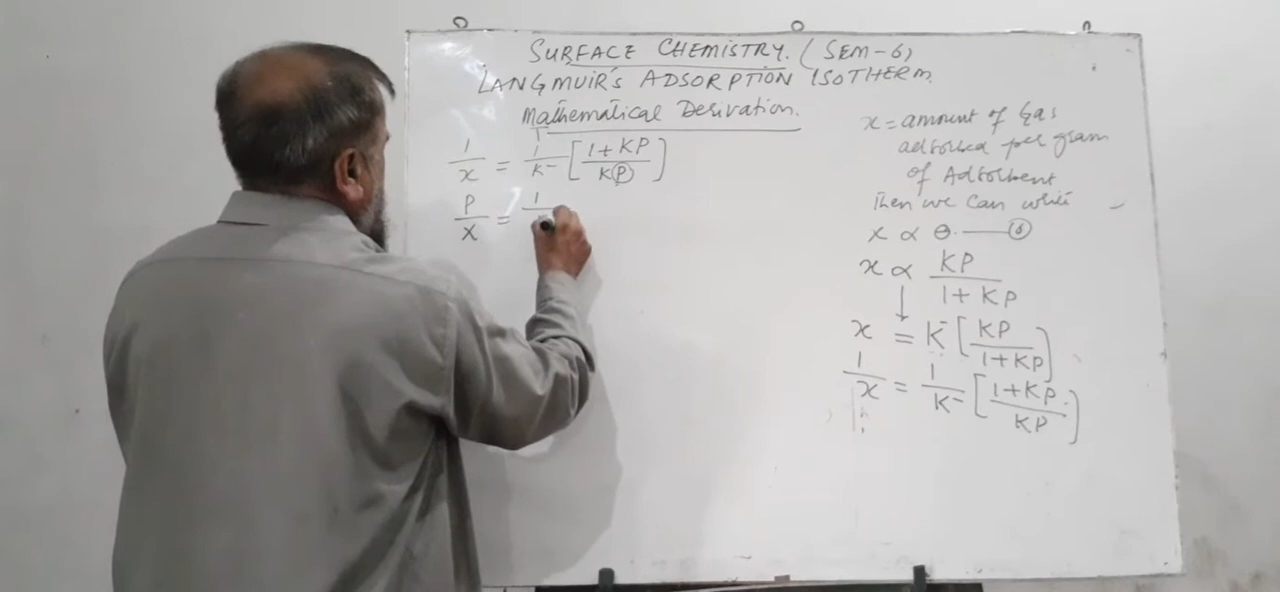 SURFACE CHEMISTRY. (SEM-6)
LANGMUIR'S ADSORPTION ISOTHERM.
Mathematical Derivation.
1/x = 1/K⁻ [1 + KP / KP]
P/x = 1
x = amount of Gas
adsorbed per gram
of Adsorbent
Then we can write
x ∝ θ. —— ⑥
x ∝ KP / 1 + KP
↓
x = K⁻ [KP / 1 + KP]
1/x = 1/K⁻ [1 + KP / KP]